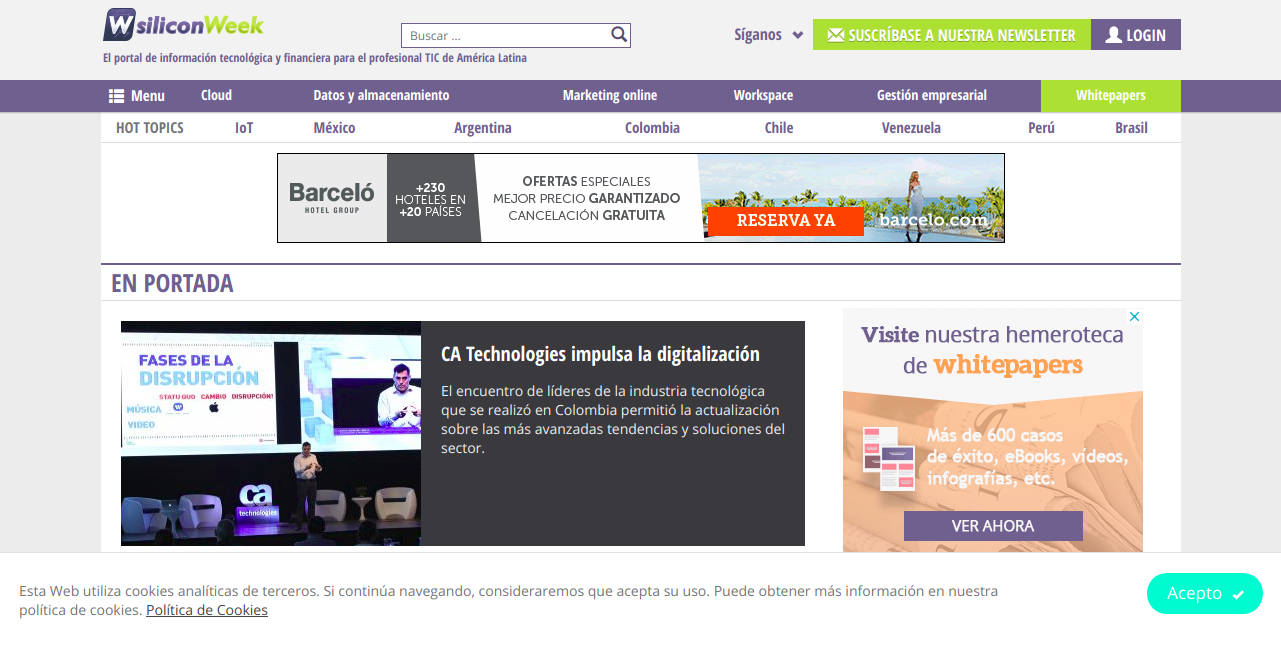 WsiliconWeek
El portal de información tecnológica y financiera para el profesional TIC de América Latina
Buscar ...
Síganos
SUSCRÍBASE A NUESTRA NEWSLETTER
LOGIN
Menu
Cloud
Datos y almacenamiento
Marketing online
Workspace
Gestión empresarial
Whitepapers
HOT TOPICS
IoT
México
Argentina
Colombia
Chile
Venezuela
Perú
Brasil
Barceló
HOTEL GROUP
+230
HOTELES EN
+20 PAÍSES
OFERTAS ESPECIALES
MEJOR PRECIO GARANTIZADO
CANCELACIÓN GRATUITA
RESERVA YA
barcelo.com
EN PORTADA
FASES DE LA
DISRUPCIÓN
STATU QUO CAMBIO DISRUPCIÓN!
MÚSICA
VIDEO
ca
technologies
CA Technologies impulsa la digitalización
El encuentro de líderes de la industria tecnológica
que se realizó en Colombia permitió la actualización
sobre las más avanzadas tendencias y soluciones del
sector.
Visite nuestra hemeroteca
de whitepapers
Más de 600 casos
de éxito, eBooks, vídeos,
infografías, etc.
VER AHORA
Esta Web utiliza cookies analíticas de terceros. Si continúa navegando, consideraremos que acepta su uso. Puede obtener más información en nuestra
política de cookies. Política de Cookies
Acepto